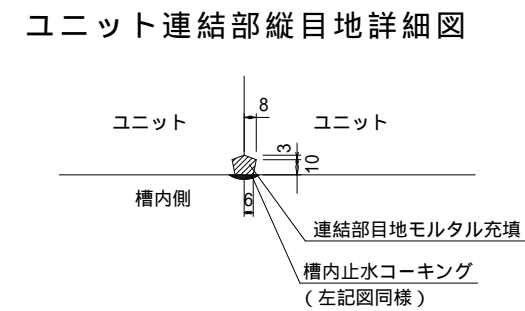 ユニット連結部縦目地詳細図
8
ユニット
ユニット
3
10
槽内側
6
連結部目地モルタル充填
槽内止水コーキング
(左記図同様)